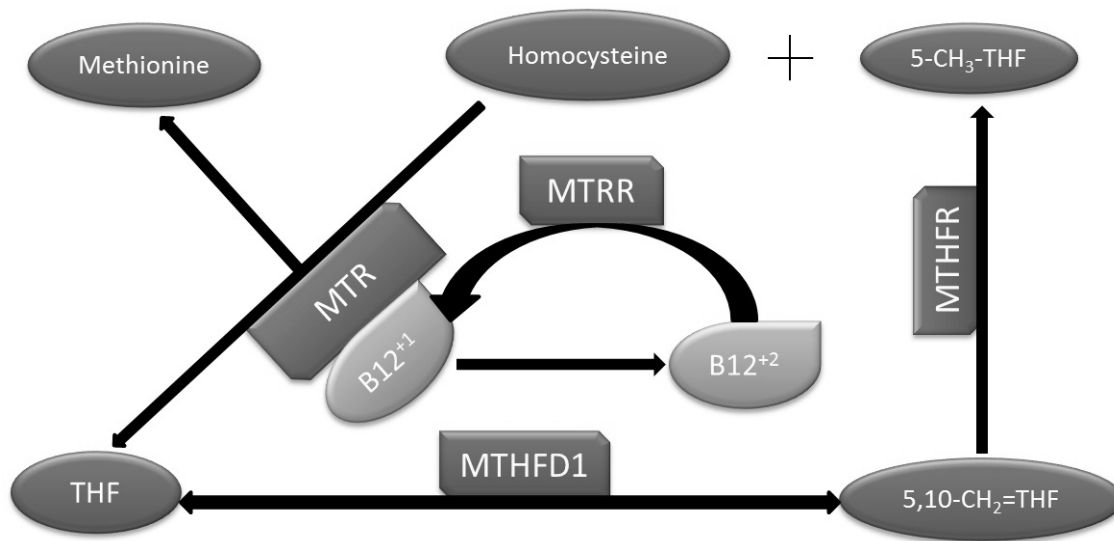 Methionine
Homocysteine
+
5-CH₃-THF
MTRR
MTHFR
MTR
B12⁺¹
B12⁺²
MTHFD1
THF
5,10-CH₂=THF